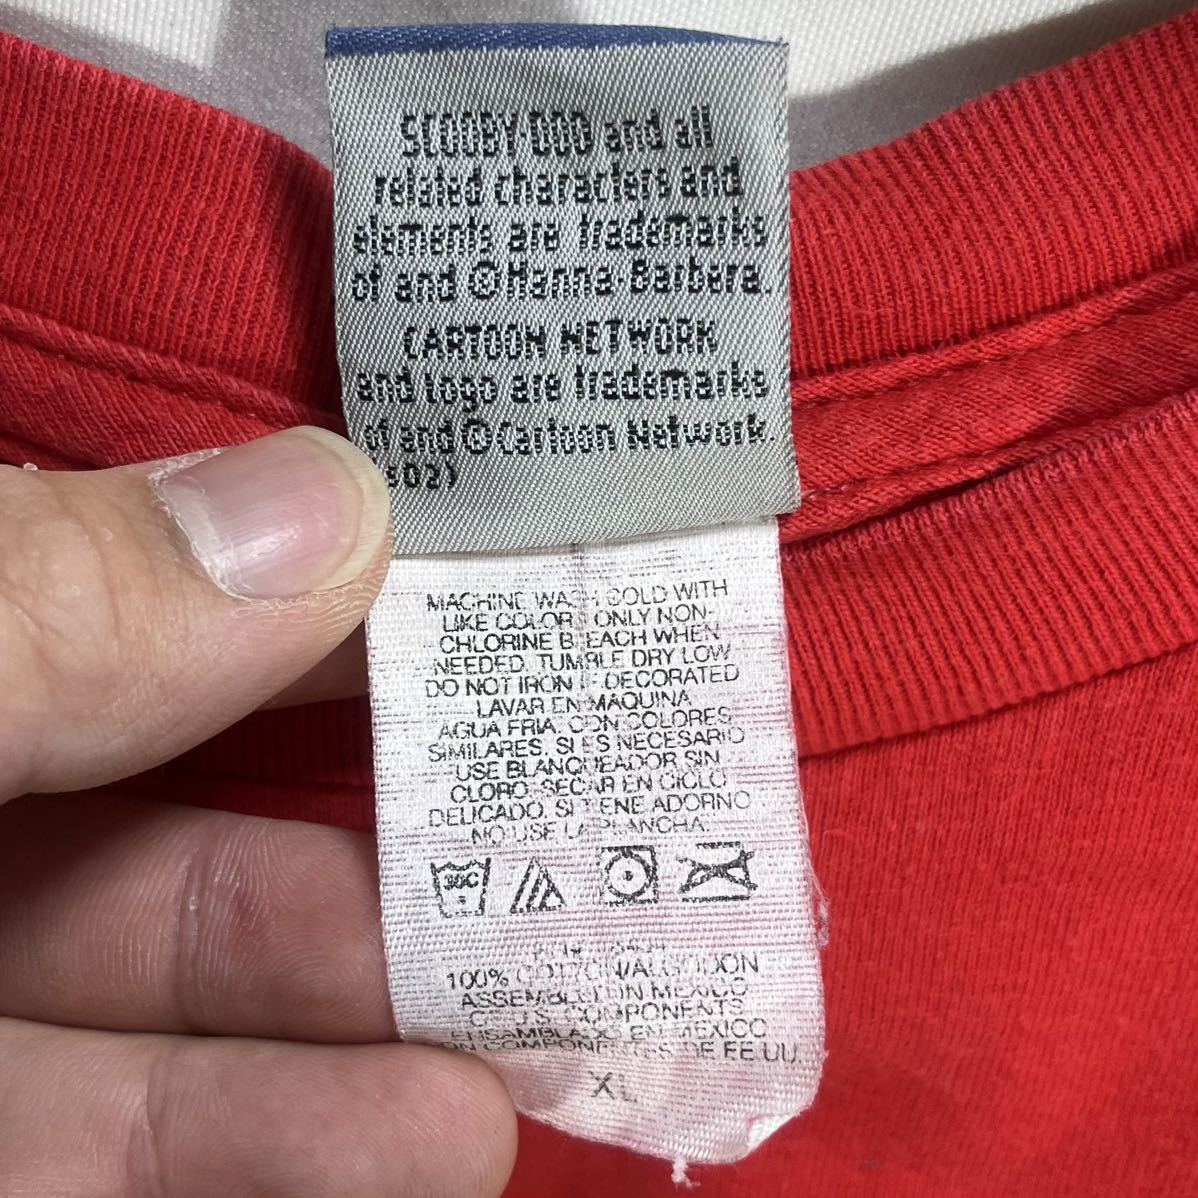 SCOOBY-DOO and all
related characters and
elements are trademarks
of and ©Hanna-Barbera.
CARTOON NETWORK
and logo are trademarks
of and ©Cartoon Network.
02)
MACHINE WASH COLD WITH
LIKE COLORS ONLY NON-
CHLORINE BLEACH WHEN
NEEDED. TUMBLE DRY LOW
DO NOT IRON IF DECORATED
LAVAR EN MAQUINA
AGUA FRIA, CON COLORES
SIMILARES. SI ES NECESARIO
USE BLANQUEADOR SIN
CLORO. SECAR EN CICLO
DELICADO. SI TIENE ADORNO
NO USE LA PLANCHA.
30C
100% COTTON/ALGODON
ASSEMBLED IN MEXICO
OF U.S. COMPONENTS
ENSAMBLADO EN MEXICO
CON COMPONENTES DE EE UU.
XL